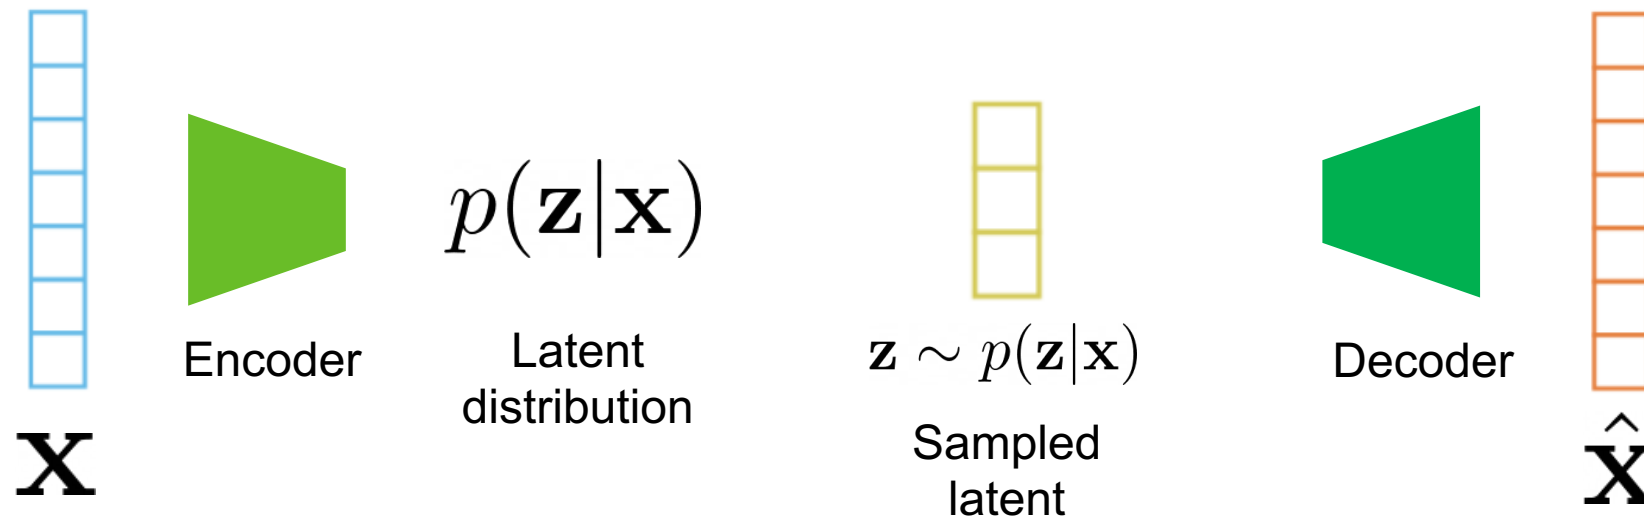 p(z|x)
Encoder
Latent
distribution
z ∼ p(z|x)
Decoder
Sampled
latent
x
x̂